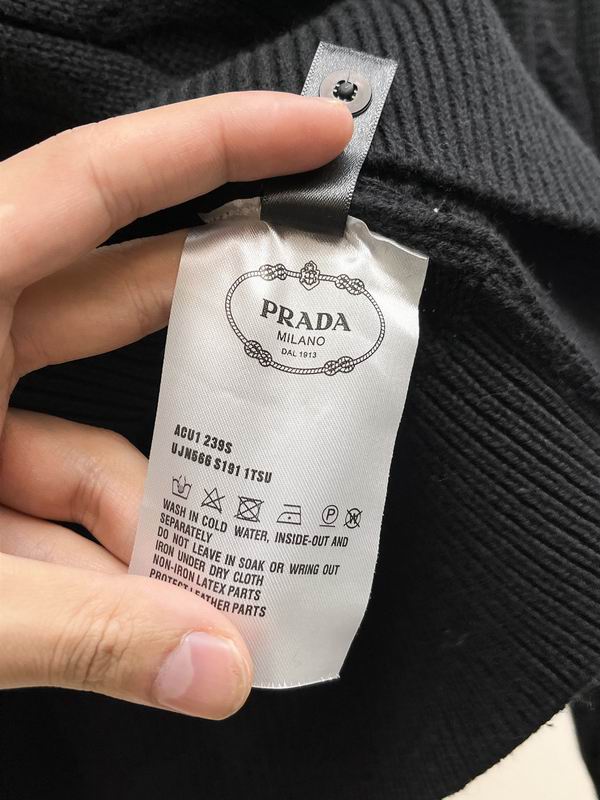 PRADA
MILANO
DAL 1913
ACU1 239S
UJN566 S191 1TSU
P W
WASH IN COLD WATER, INSIDE-OUT AND
SEPARATELY
DO NOT LEAVE IN SOAK OR WRING OUT
IRON UNDER DRY CLOTH
NON-IRON LATEX PARTS
PROTECT LEATHER PARTS